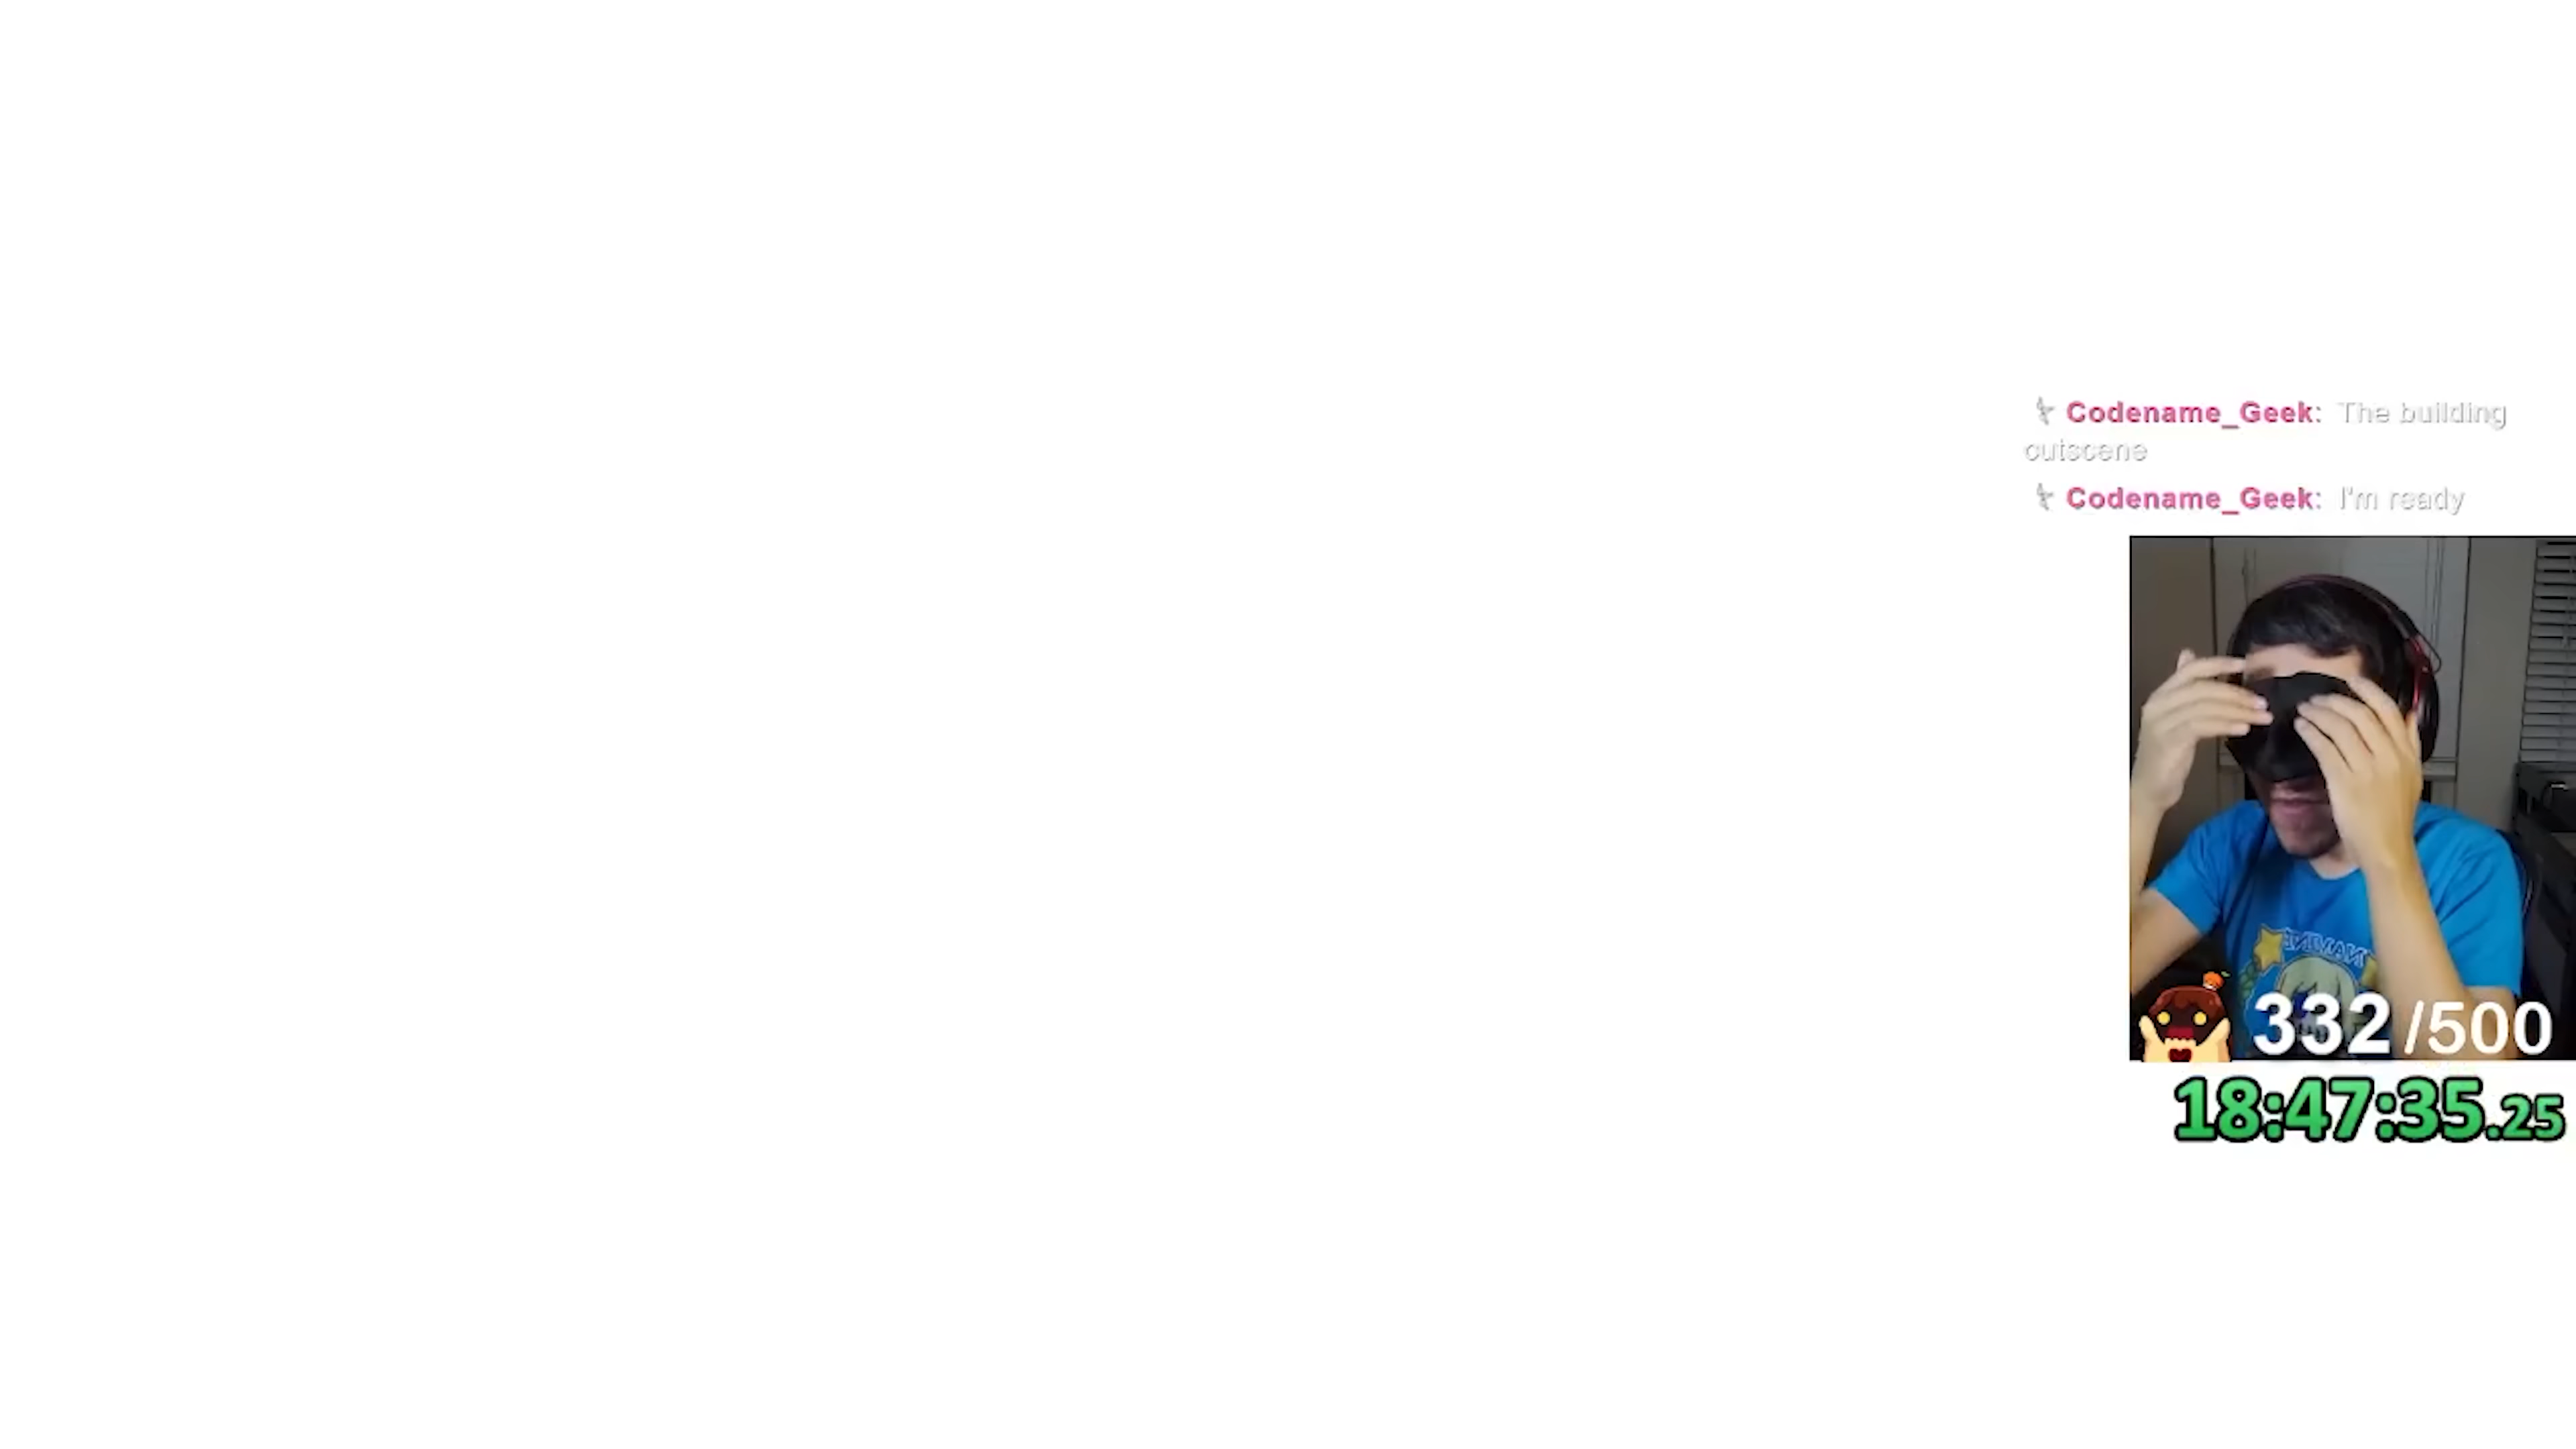 Codename_Geek: The building
cutscene
Codename_Geek: I'm ready
332/500
18:47:35.25